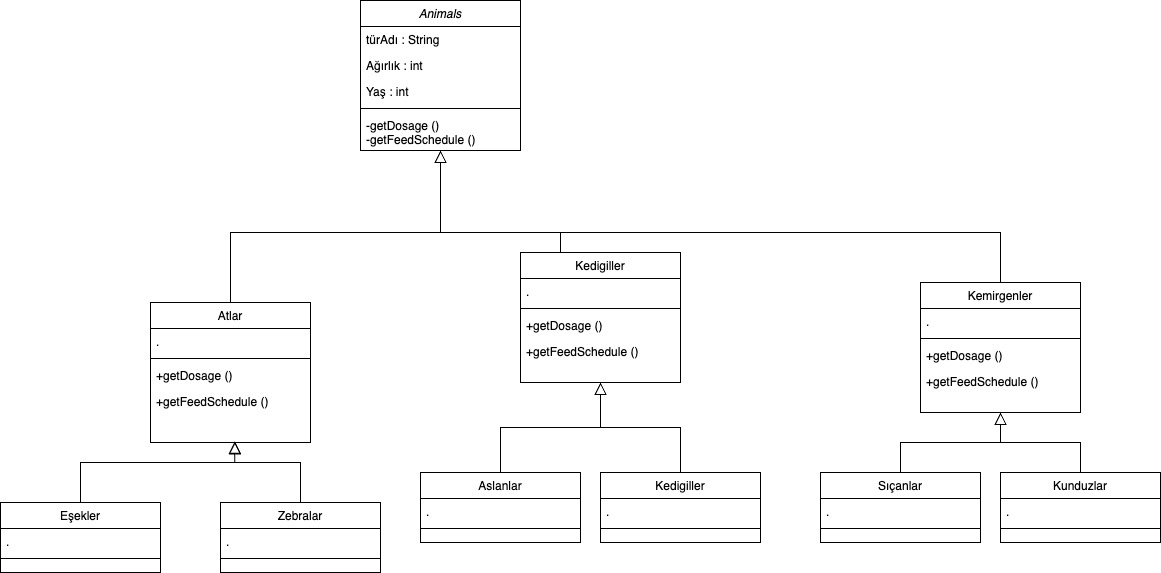 Animals
türAdı : String
Ağırlık : int
Yaş : int
-getDosage ()
-getFeedSchedule ()
Atlar
.
+getDosage ()
+getFeedSchedule ()
Kedigiller
.
+getDosage ()
+getFeedSchedule ()
Kemirgenler
.
+getDosage ()
+getFeedSchedule ()
Eşekler
.
Zebralar
.
Aslanlar
.
Kedigiller
.
Sıçanlar
.
Kunduzlar
.